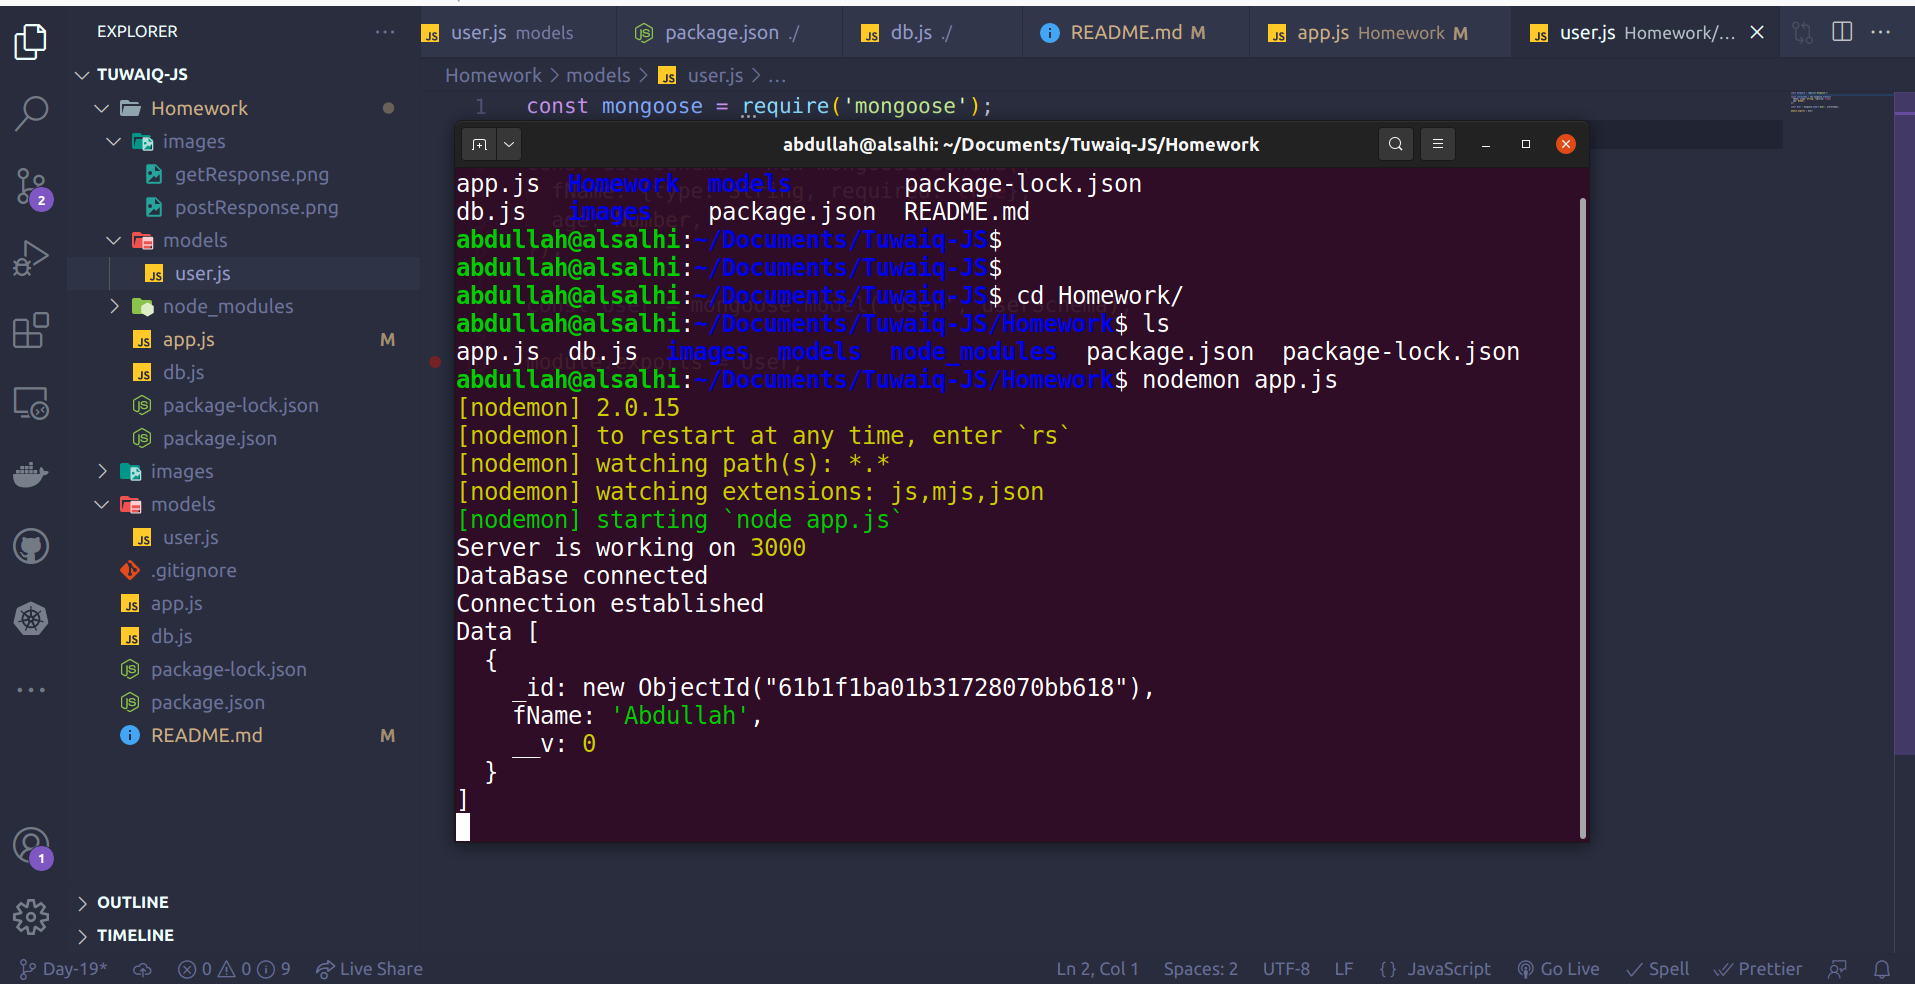 EXPLORER
TUWAIQ-JS
Homework
images
getResponse.png
postResponse.png
models
user.js
node_modules
app.js M
db.js
package-lock.json
package.json
images
models
user.js
.gitignore
app.js
db.js
package-lock.json
package.json
README.md M
OUTLINE
TIMELINE
2
1
user.js models
package.json ./
db.js ./
README.md M
app.js Homework M
user.js Homework/...
Homework > models > user.js > ...
1 const mongoose = require('mongoose');
abdullah@alsalhi: ~/Documents/Tuwaiq-JS/Homework
app.js Homework models package-lock.json
db.js images package.json README.md
abdullah@alsalhi:~/Documents/Tuwaiq-JS$
abdullah@alsalhi:~/Documents/Tuwaiq-JS$
abdullah@alsalhi:~/Documents/Tuwaiq-JS$ cd Homework/
abdullah@alsalhi:~/Documents/Tuwaiq-JS/Homework$ ls
app.js db.js images models node_modules package.json package-lock.json
abdullah@alsalhi:~/Documents/Tuwaiq-JS/Homework$ nodemon app.js
[nodemon] 2.0.15
[nodemon] to restart at any time, enter `rs`
[nodemon] watching path(s): *.*
[nodemon] watching extensions: js,mjs,json
[nodemon] starting `node app.js`
Server is working on 3000
DataBase connected
Connection established
Data [
{
_id: new ObjectId("61b1f1ba01b31728070bb618"),
fName: 'Abdullah',
__v: 0
}
]
Day-19* 0 0 9 Live Share
Ln 2, Col 1 Spaces: 2 UTF-8 LF {} JavaScript Go Live Spell Prettier